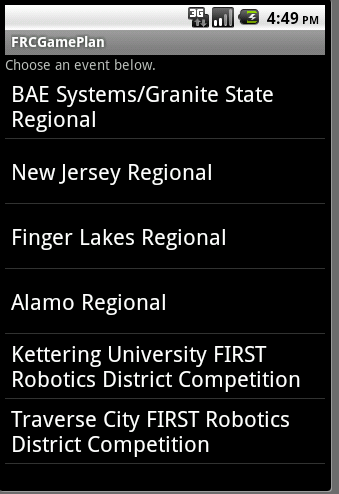 3G 4:49 PM
FRCGamePlan
Choose an event below.
BAE Systems/Granite State
Regional
New Jersey Regional
Finger Lakes Regional
Alamo Regional
Kettering University FIRST
Robotics District Competition
Traverse City FIRST Robotics
District Competition